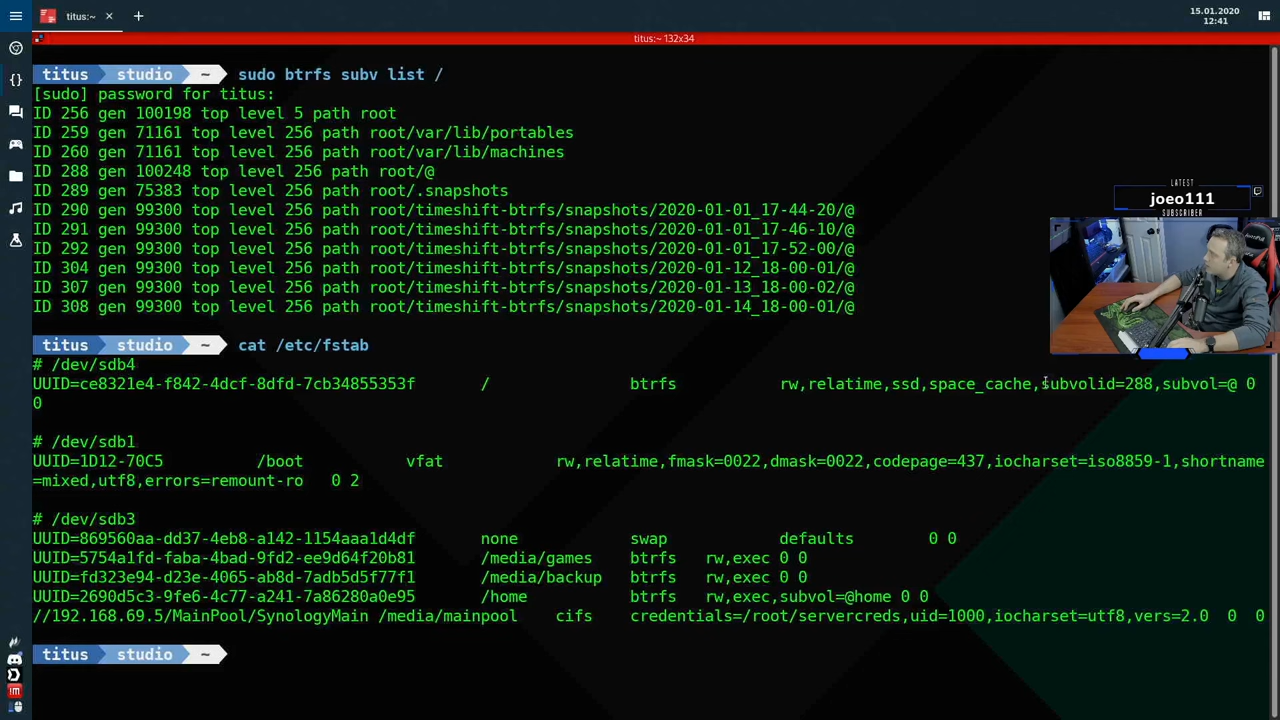 titus:~
15.01.2020
12:41
titus:~ 132x34
titus studio ~ sudo btrfs subv list /
[sudo] password for titus:
ID 256 gen 100198 top level 5 path root
ID 259 gen 71161 top level 256 path root/var/lib/portables
ID 260 gen 71161 top level 256 path root/var/lib/machines
ID 288 gen 100248 top level 256 path root/@
ID 289 gen 75383 top level 256 path root/.snapshots
ID 290 gen 99300 top level 256 path root/timeshift-btrfs/snapshots/2020-01-01_17-44-20/@
ID 291 gen 99300 top level 256 path root/timeshift-btrfs/snapshots/2020-01-01_17-46-10/@
ID 292 gen 99300 top level 256 path root/timeshift-btrfs/snapshots/2020-01-01_17-52-00/@
ID 304 gen 99300 top level 256 path root/timeshift-btrfs/snapshots/2020-01-12_18-00-01/@
ID 307 gen 99300 top level 256 path root/timeshift-btrfs/snapshots/2020-01-13_18-00-02/@
ID 308 gen 99300 top level 256 path root/timeshift-btrfs/snapshots/2020-01-14_18-00-01/@
LATEST
joeo111
SUBSCRIBER
titus studio ~ cat /etc/fstab
# /dev/sdb4
UUID=ce8321e4-f842-4dcf-8dfd-7cb34855353f / btrfs rw,relatime,ssd,space_cache,subvolid=288,subvol=@ 0
0
# /dev/sdb1
UUID=1D12-70C5 /boot vfat rw,relatime,fmask=0022,dmask=0022,codepage=437,iocharset=iso8859-1,shortname
=mixed,utf8,errors=remount-ro 0 2
# /dev/sdb3
UUID=869560aa-dd37-4eb8-a142-1154aaa1d4df none swap defaults 0 0
UUID=5754a1fd-faba-4bad-9fd2-ee9d64f20b81 /media/games btrfs rw,exec 0 0
UUID=fd323e94-d23e-4065-ab8d-7adb5d5f77f1 /media/backup btrfs rw,exec 0 0
UUID=2690d5c3-9fe6-4c77-a241-7a86280a0e95 /home btrfs rw,exec,subvol=@home 0 0
//192.168.69.5/MainPool/SynologyMain /media/mainpool cifs credentials=/root/servercreds,uid=1000,iocharset=utf8,vers=2.0 0 0
titus studio ~